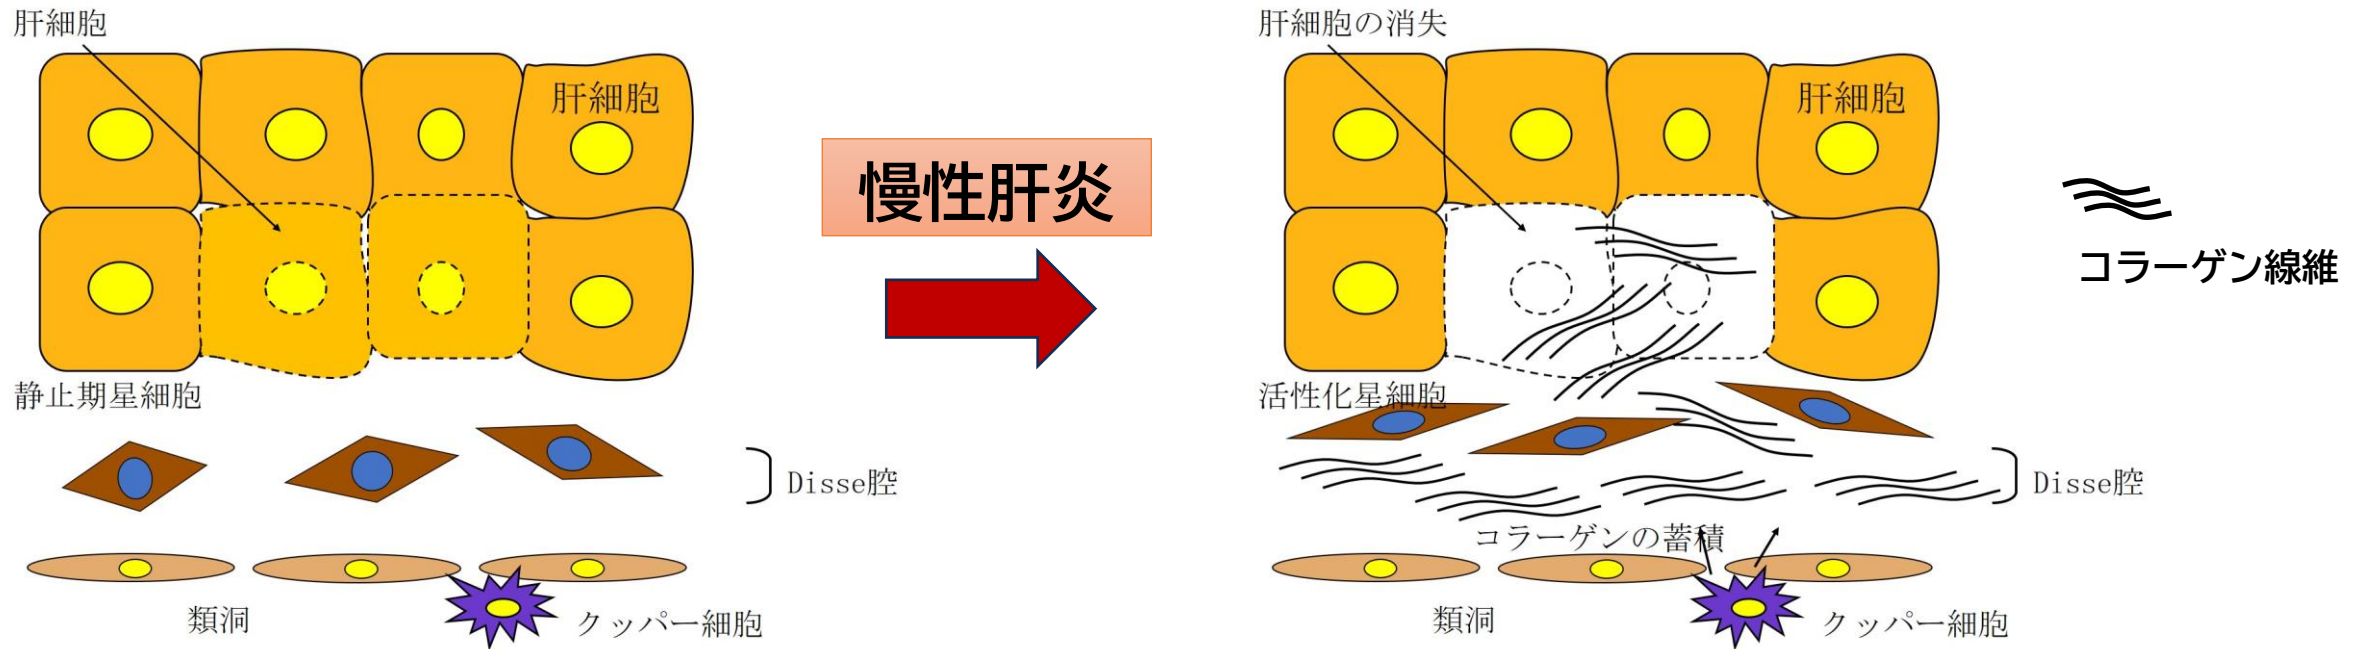 肝細胞
肝細胞
静止期星細胞
Disse腔
類洞
クッパー細胞
慢性肝炎
肝細胞の消失
肝細胞
活性化星細胞
Disse腔
コラーゲンの蓄積
類洞
クッパー細胞
コラーゲン線維